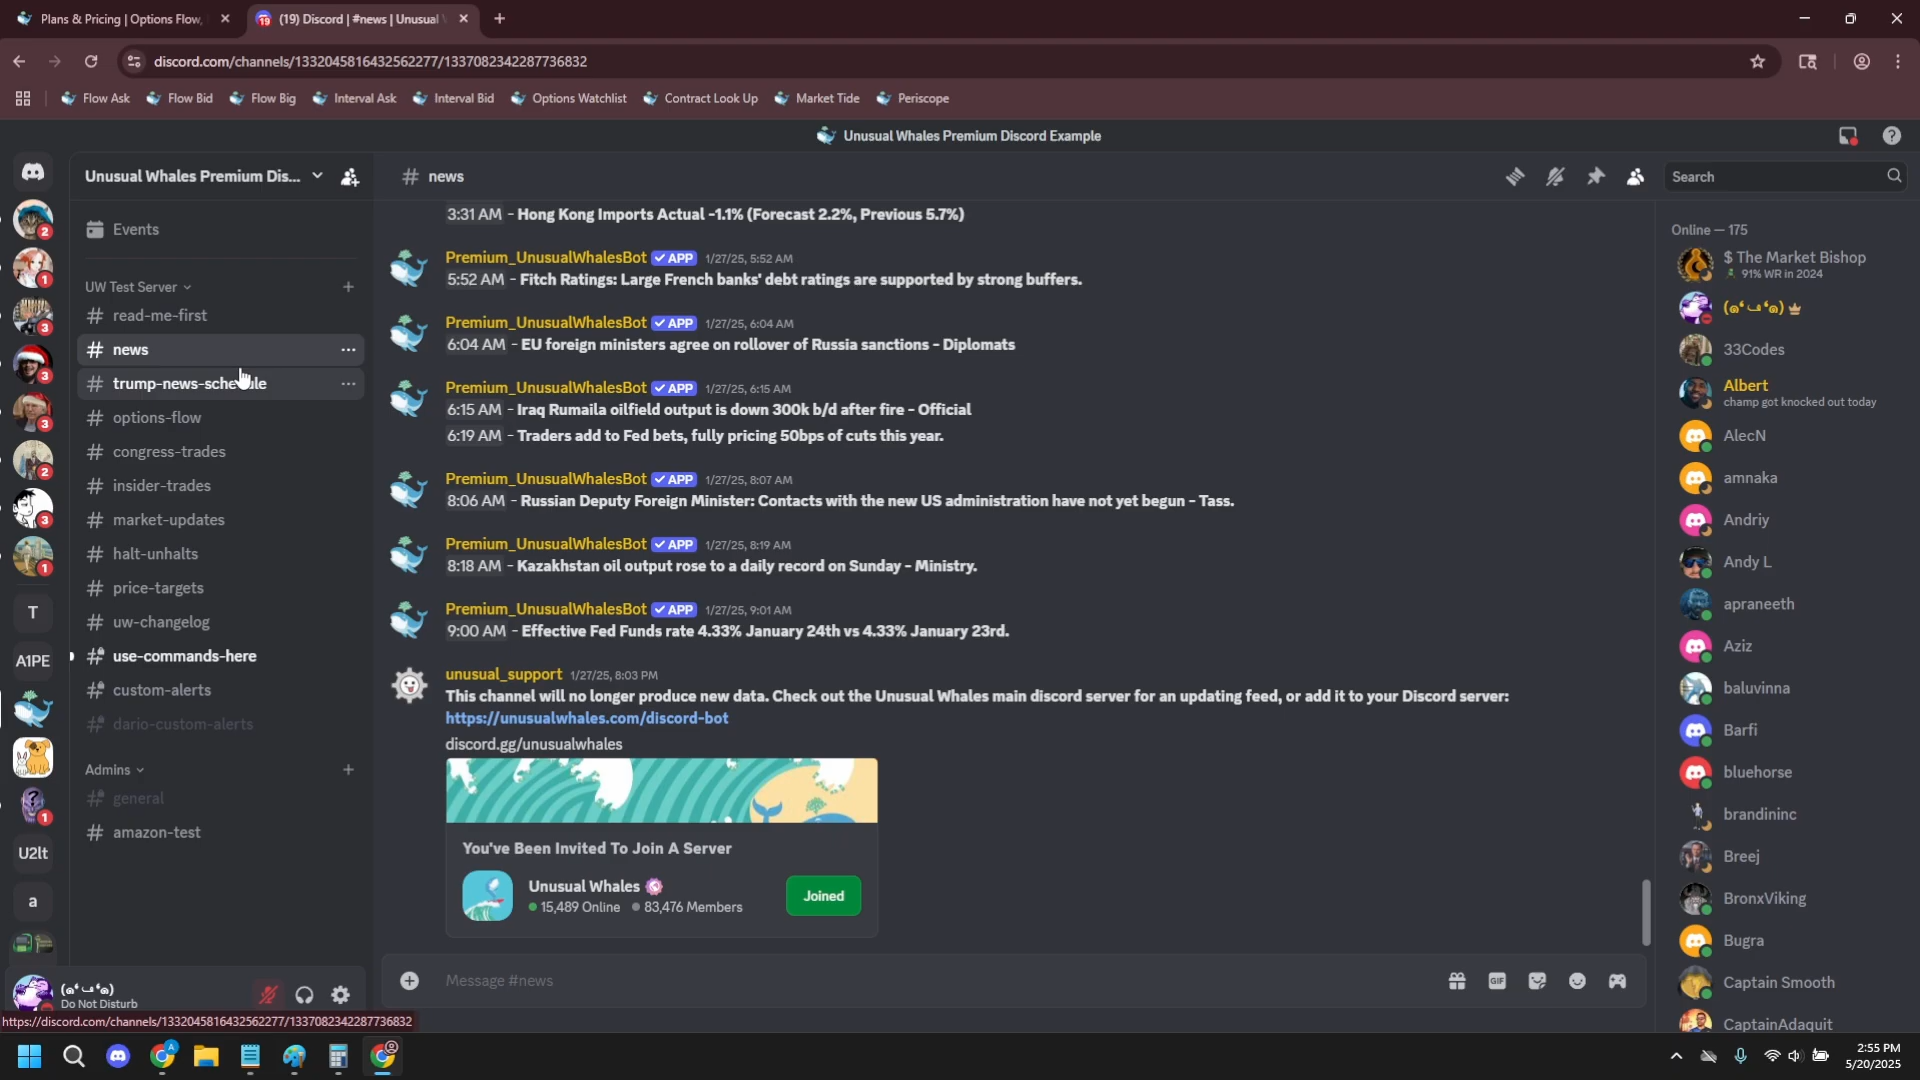 Plans & Pricing | Options Flow,
(19) Discord | #news | Unusual
discord.com/channels/1332045816432562277/1337082342287736832
Flow Ask
Flow Bid
Flow Big
Interval Ask
Interval Bid
Options Watchlist
Contract Look Up
Market Tide
Periscope
Unusual Whales Premium Discord Example
Unusual Whales Premium Dis...
# news
Search
Events
UW Test Server
# read-me-first
# news
# trump-news-schedule
# options-flow
# congress-trades
# insider-trades
# market-updates
# halt-unhalts
# price-targets
# uw-changelog
# use-commands-here
# custom-alerts
# dario-custom-alerts
Admins
# general
# amazon-test
2
1
3
3
3
2
3
1
T
A1PE
1
U2lt
a
3:31 AM - Hong Kong Imports Actual -1.1% (Forecast 2.2%, Previous 5.7%)
Premium_UnusualWhalesBot ✓ APP 1/27/25, 5:52 AM
5:52 AM - Fitch Ratings: Large French banks' debt ratings are supported by strong buffers.
Premium_UnusualWhalesBot ✓ APP 1/27/25, 6:04 AM
6:04 AM - EU foreign ministers agree on rollover of Russia sanctions - Diplomats
Premium_UnusualWhalesBot ✓ APP 1/27/25, 6:15 AM
6:15 AM - Iraq Rumaila oilfield output is down 300k b/d after fire - Official
6:19 AM - Traders add to Fed bets, fully pricing 50bps of cuts this year.
Premium_UnusualWhalesBot ✓ APP 1/27/25, 8:07 AM
8:06 AM - Russian Deputy Foreign Minister: Contacts with the new US administration have not yet begun - Tass.
Premium_UnusualWhalesBot ✓ APP 1/27/25, 8:19 AM
8:18 AM - Kazakhstan oil output rose to a daily record on Sunday - Ministry.
Premium_UnusualWhalesBot ✓ APP 1/27/25, 9:01 AM
9:00 AM - Effective Fed Funds rate 4.33% January 24th vs 4.33% January 23rd.
unusual_support 1/27/25, 8:03 PM
This channel will no longer produce new data. Check out the Unusual Whales main discord server for an updating feed, or add it to your Discord server:
https://unusualwhales.com/discord-bot
discord.gg/unusualwhales
You've Been Invited To Join A Server
Unusual Whales
15,489 Online 83,476 Members
Joined
Message #news
GIF
Online — 175
$ The Market Bishop
91% WR in 2024
33Codes
Albert
champ got knocked out today
AlecN
amnaka
Andriy
Andy L
apraneeth
Aziz
baluvinna
Barfi
bluehorse
brandininc
Breej
BronxViking
Bugra
Captain Smooth
CaptainAdaquit
Do Not Disturb
https://discord.com/channels/1332045816432562277/1337082342287736832
2:55 PM
5/20/2025